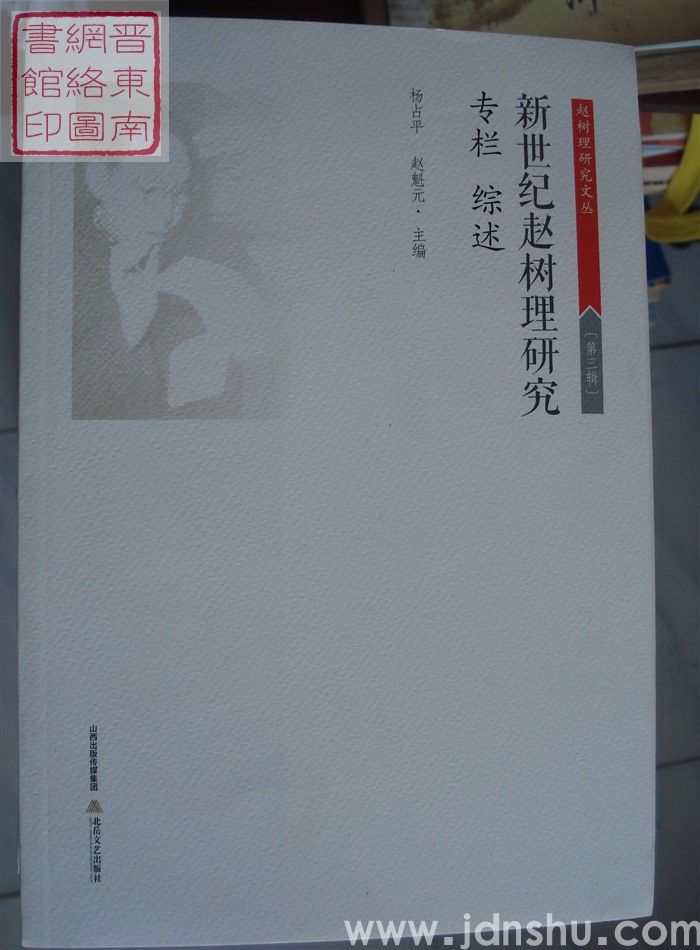 晋東南
網絡圖
書館印
赵树理研究文丛
[第三辑]
新世纪赵树理研究
专栏 综述
杨占平 赵魁元·主编
山西出版传媒集团
北岳文艺出版社
www.jdnshu.com